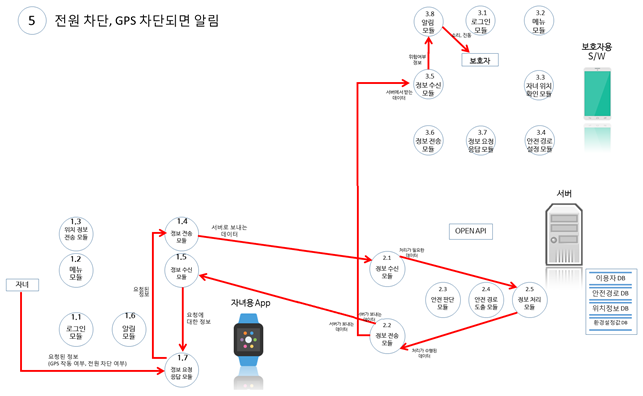 5 전원 차단, GPS 차단되면 알림
3.8
알림
모듈
3.1
로그인
모듈
3.2
메뉴
모듈
소리, 진동
보호자
위험여부
정보
보호자용
S/W
3.5
정보 수신
모듈
서버에서 받는
데이터
3.3
자녀 위치
확인 모듈
3.6
정보 전송
모듈
3.7
정보 요청
응답 모듈
3.4
안전 경로
설정 모듈
서버
1.3
위치 정보
전송 모듈
1.4
정보 전송
모듈
서버로 보내는
데이터
OPEN API
1.2
메뉴
모듈
1.5
정보 수신
모듈
2.1
정보 수신
모듈
처리가 필요한
데이터
자녀
요청된
정보
2.3
안전 판단
모듈
2.4
안전 경로
도출 모듈
2.5
정보 처리
모듈
이용자 DB
안전경로 DB
위치정보 DB
환경설정값 DB
1.1
로그인
모듈
1.6
알림
모듈
요청에
대한 정보
자녀용 App
서버가 보내는
데이터
서버가 보내는
데이터
2.2
정보 전송
모듈
처리가 수행된
데이터
요청된 정보
(GPS 작동 여부, 전원 차단 여부)
1.7
정보 요청
응답 모듈